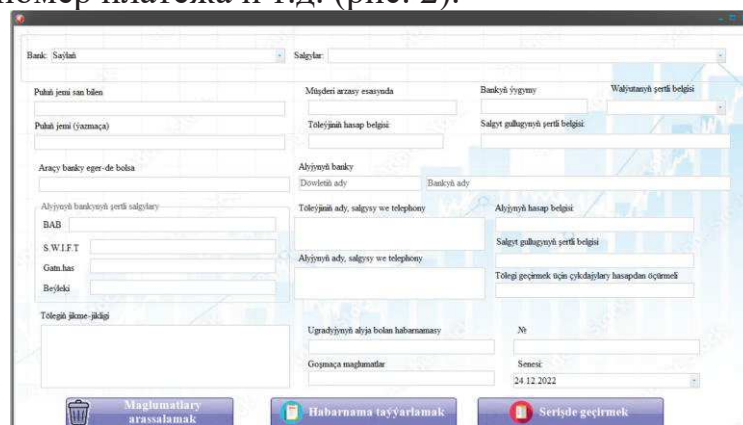 номер платежа и т.д. (рис. 2).
Bank: Saýlaň
Salgylar:
Puluň jemi san bilen
Müşderi arzasy esasynda
Bankyň ýygymy
Walýutanyň şertli belgisi
Puluň jemi (ýazmaça)
Töleýjiniň hasap belgisi:
Salgyt gullugynyň şertli belgisi:
Araçy banky eger-de bolsa
Alyjynyň banky
Döwletiň ady
Bankyň ady
Alyjynyň bankynyň şertli salgylary
BAB
S.W.I.F.T
Gatn.has
Beýleki
Töleýjiniň ady, salgysy we telephony
Alyjynyň hasap belgisi:
Salgyt gullugynyň şertli belgisi
Alyjynyň ady, salgysy we telephony
Tölegi geçirmek üçin çykdajylary hasapdan öçürmeli
Tölegiň jikme-jikligi
Ugradyjynyň alyja bolan habarnamasy
№
Goşmaça maglumatlar
Senesi:
24.12.2022
Maglumatlary
arassalamak
Habarnama taýýarlamak
Serişde geçirmek